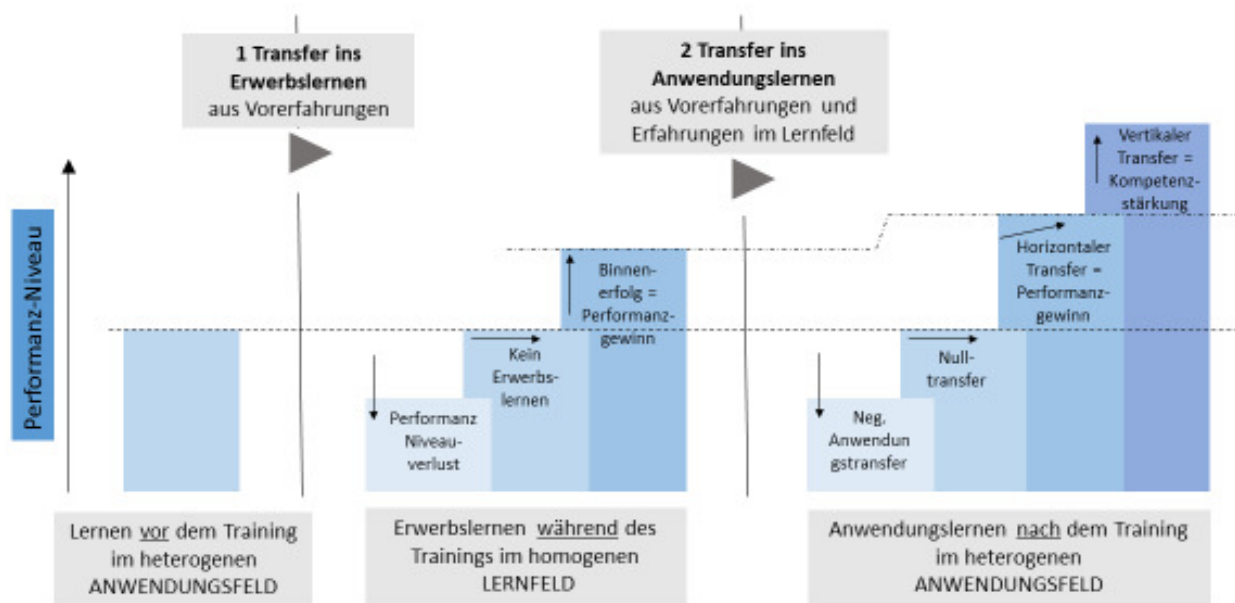 1 Transfer ins
Erwerbslernen
aus Vorerfahrungen
2 Transfer ins
Anwendungslernen
aus Vorerfahrungen und
Erfahrungen im Lernfeld
Performanz-Niveau
Performanz
Niveau-
verlust
Kein
Erwerbs-
lernen
Binnen-
erfolg =
Performanz-
gewinn
Neg.
Anwendun
gstransfer
Null-
transfer
Horizontaler
Transfer =
Performanz-
gewinn
Vertikaler
Transfer =
Kompetenz-
stärkung
Lernen vor dem Training
im heterogenen
ANWENDUNGSFELD
Erwerbslernen während des
Trainings im homogenen
LERNFELD
Anwendungslernen nach dem Training
im heterogenen
ANWENDUNGSFELD